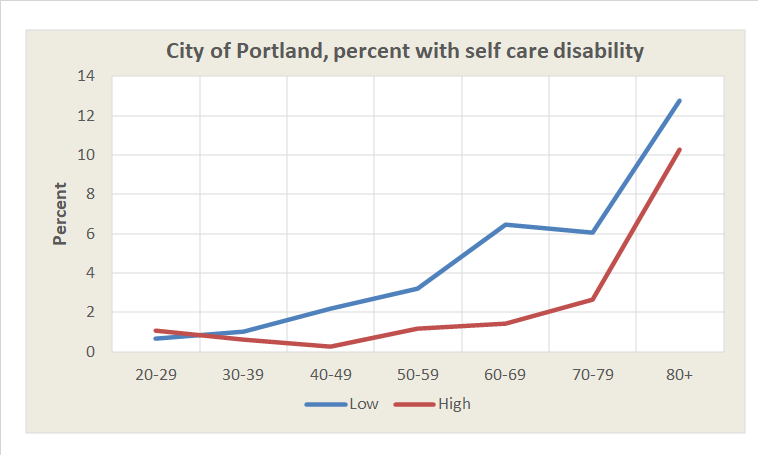 City of Portland, percent with self care disability
14
12
10
8
6
4
2
0
Percent
20-29 30-39 40-49 50-59 60-69 70-79 80+
Low High